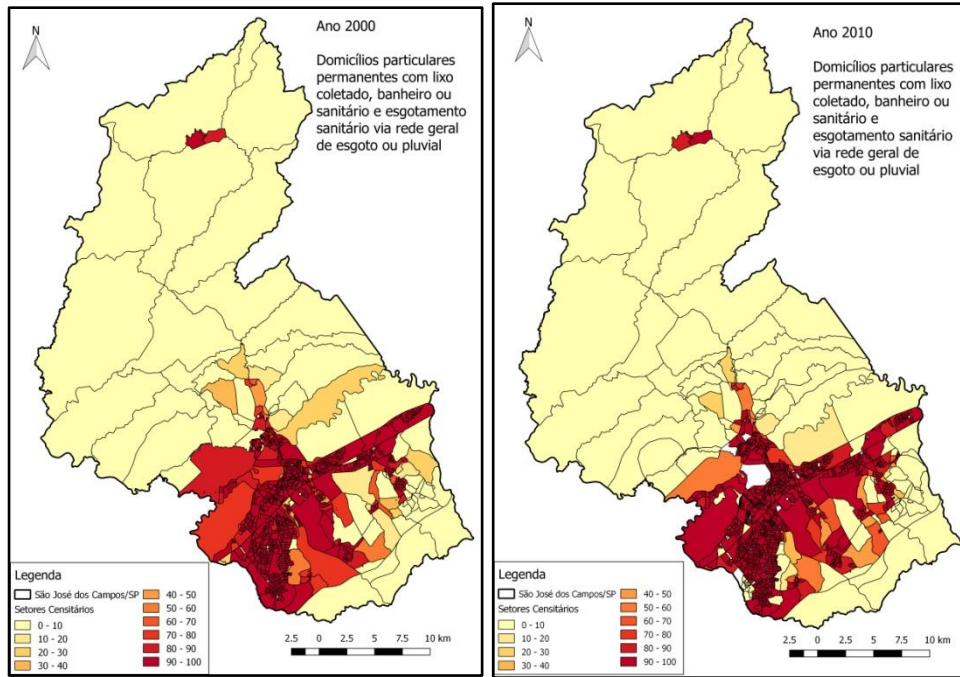 N
Ano 2000
Domicílios particulares
permanentes com lixo
coletado, banheiro ou
sanitário e esgotamento
sanitário via rede geral
de esgoto ou pluvial
Legenda
São José dos Campos/SP
Setores Censitários
0 - 10
10 - 20
20 - 30
30 - 40
40 - 50
50 - 60
60 - 70
70 - 80
80 - 90
90 - 100
2.5 0 2.5 5 7.5 10 km
N
Ano 2010
Domicílios particulares
permanentes com lixo
coletado, banheiro ou
sanitário e
esgotamento sanitário
via rede geral de
esgoto ou pluvial
Legenda
São José dos Campos/SP
Setores Censitários
0 - 10
10 - 20
20 - 30
30 - 40
40 - 50
50 - 60
60 - 70
70 - 80
80 - 90
90 - 100
2.5 0 2.5 5 7.5 10 km